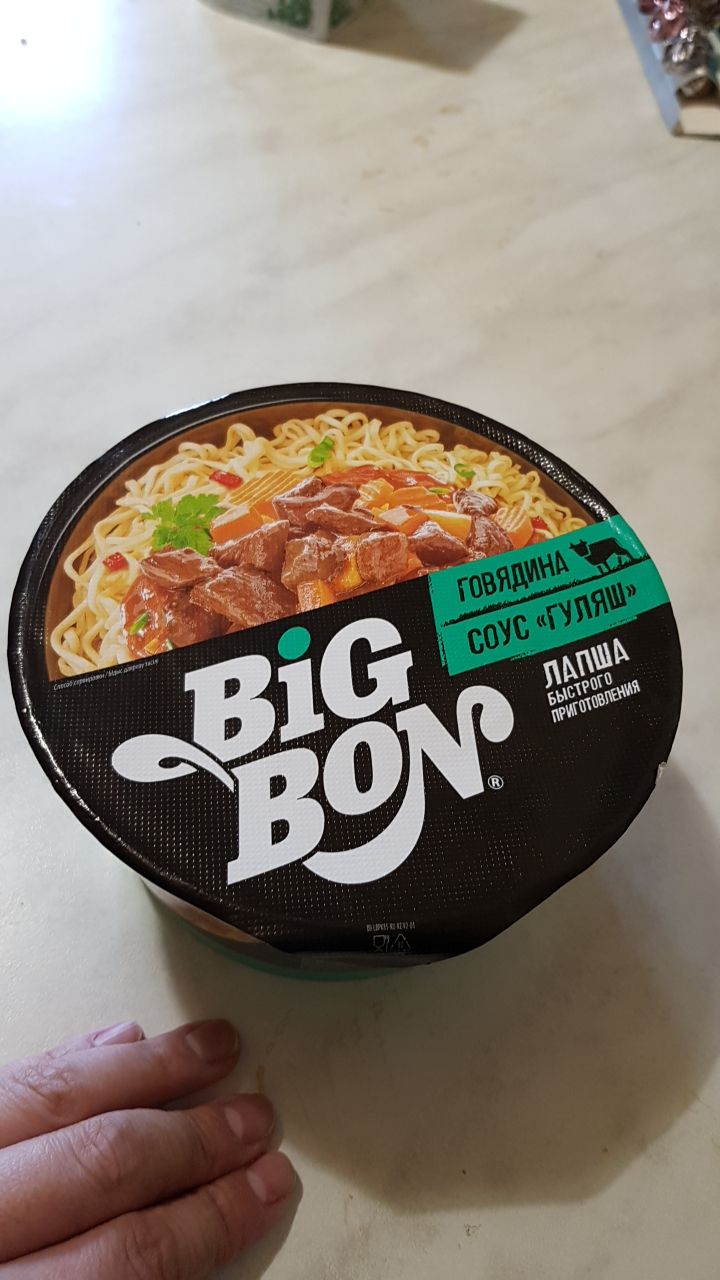 ГОВЯДИНА
СОУС «ГУЛЯШ»
ЛАПША
БЫСТРОГО
ПРИГОТОВЛЕНИЯ
BiG
BON®